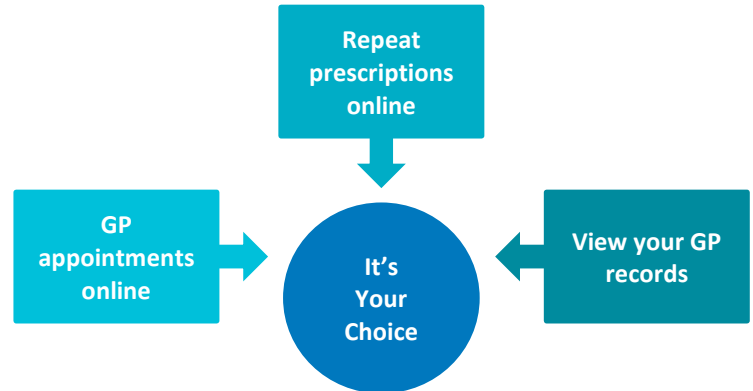 Repeat
prescriptions
online
GP
appointments
online
It’s
Your
Choice
View your GP
records